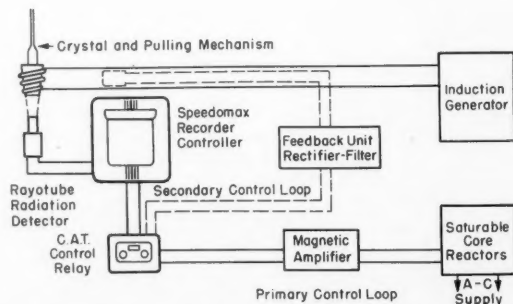 Crystal and Pulling Mechanism
Speedomax
Recorder
Controller
Induction
Generator
Feedback Unit
Rectifier-Filter
Rayotube
Radiation
Detector
Secondary Control Loop
C.A.T.
Control
Relay
Magnetic
Amplifier
Saturable
Core
Reactors
Primary Control Loop
A-C
Supply